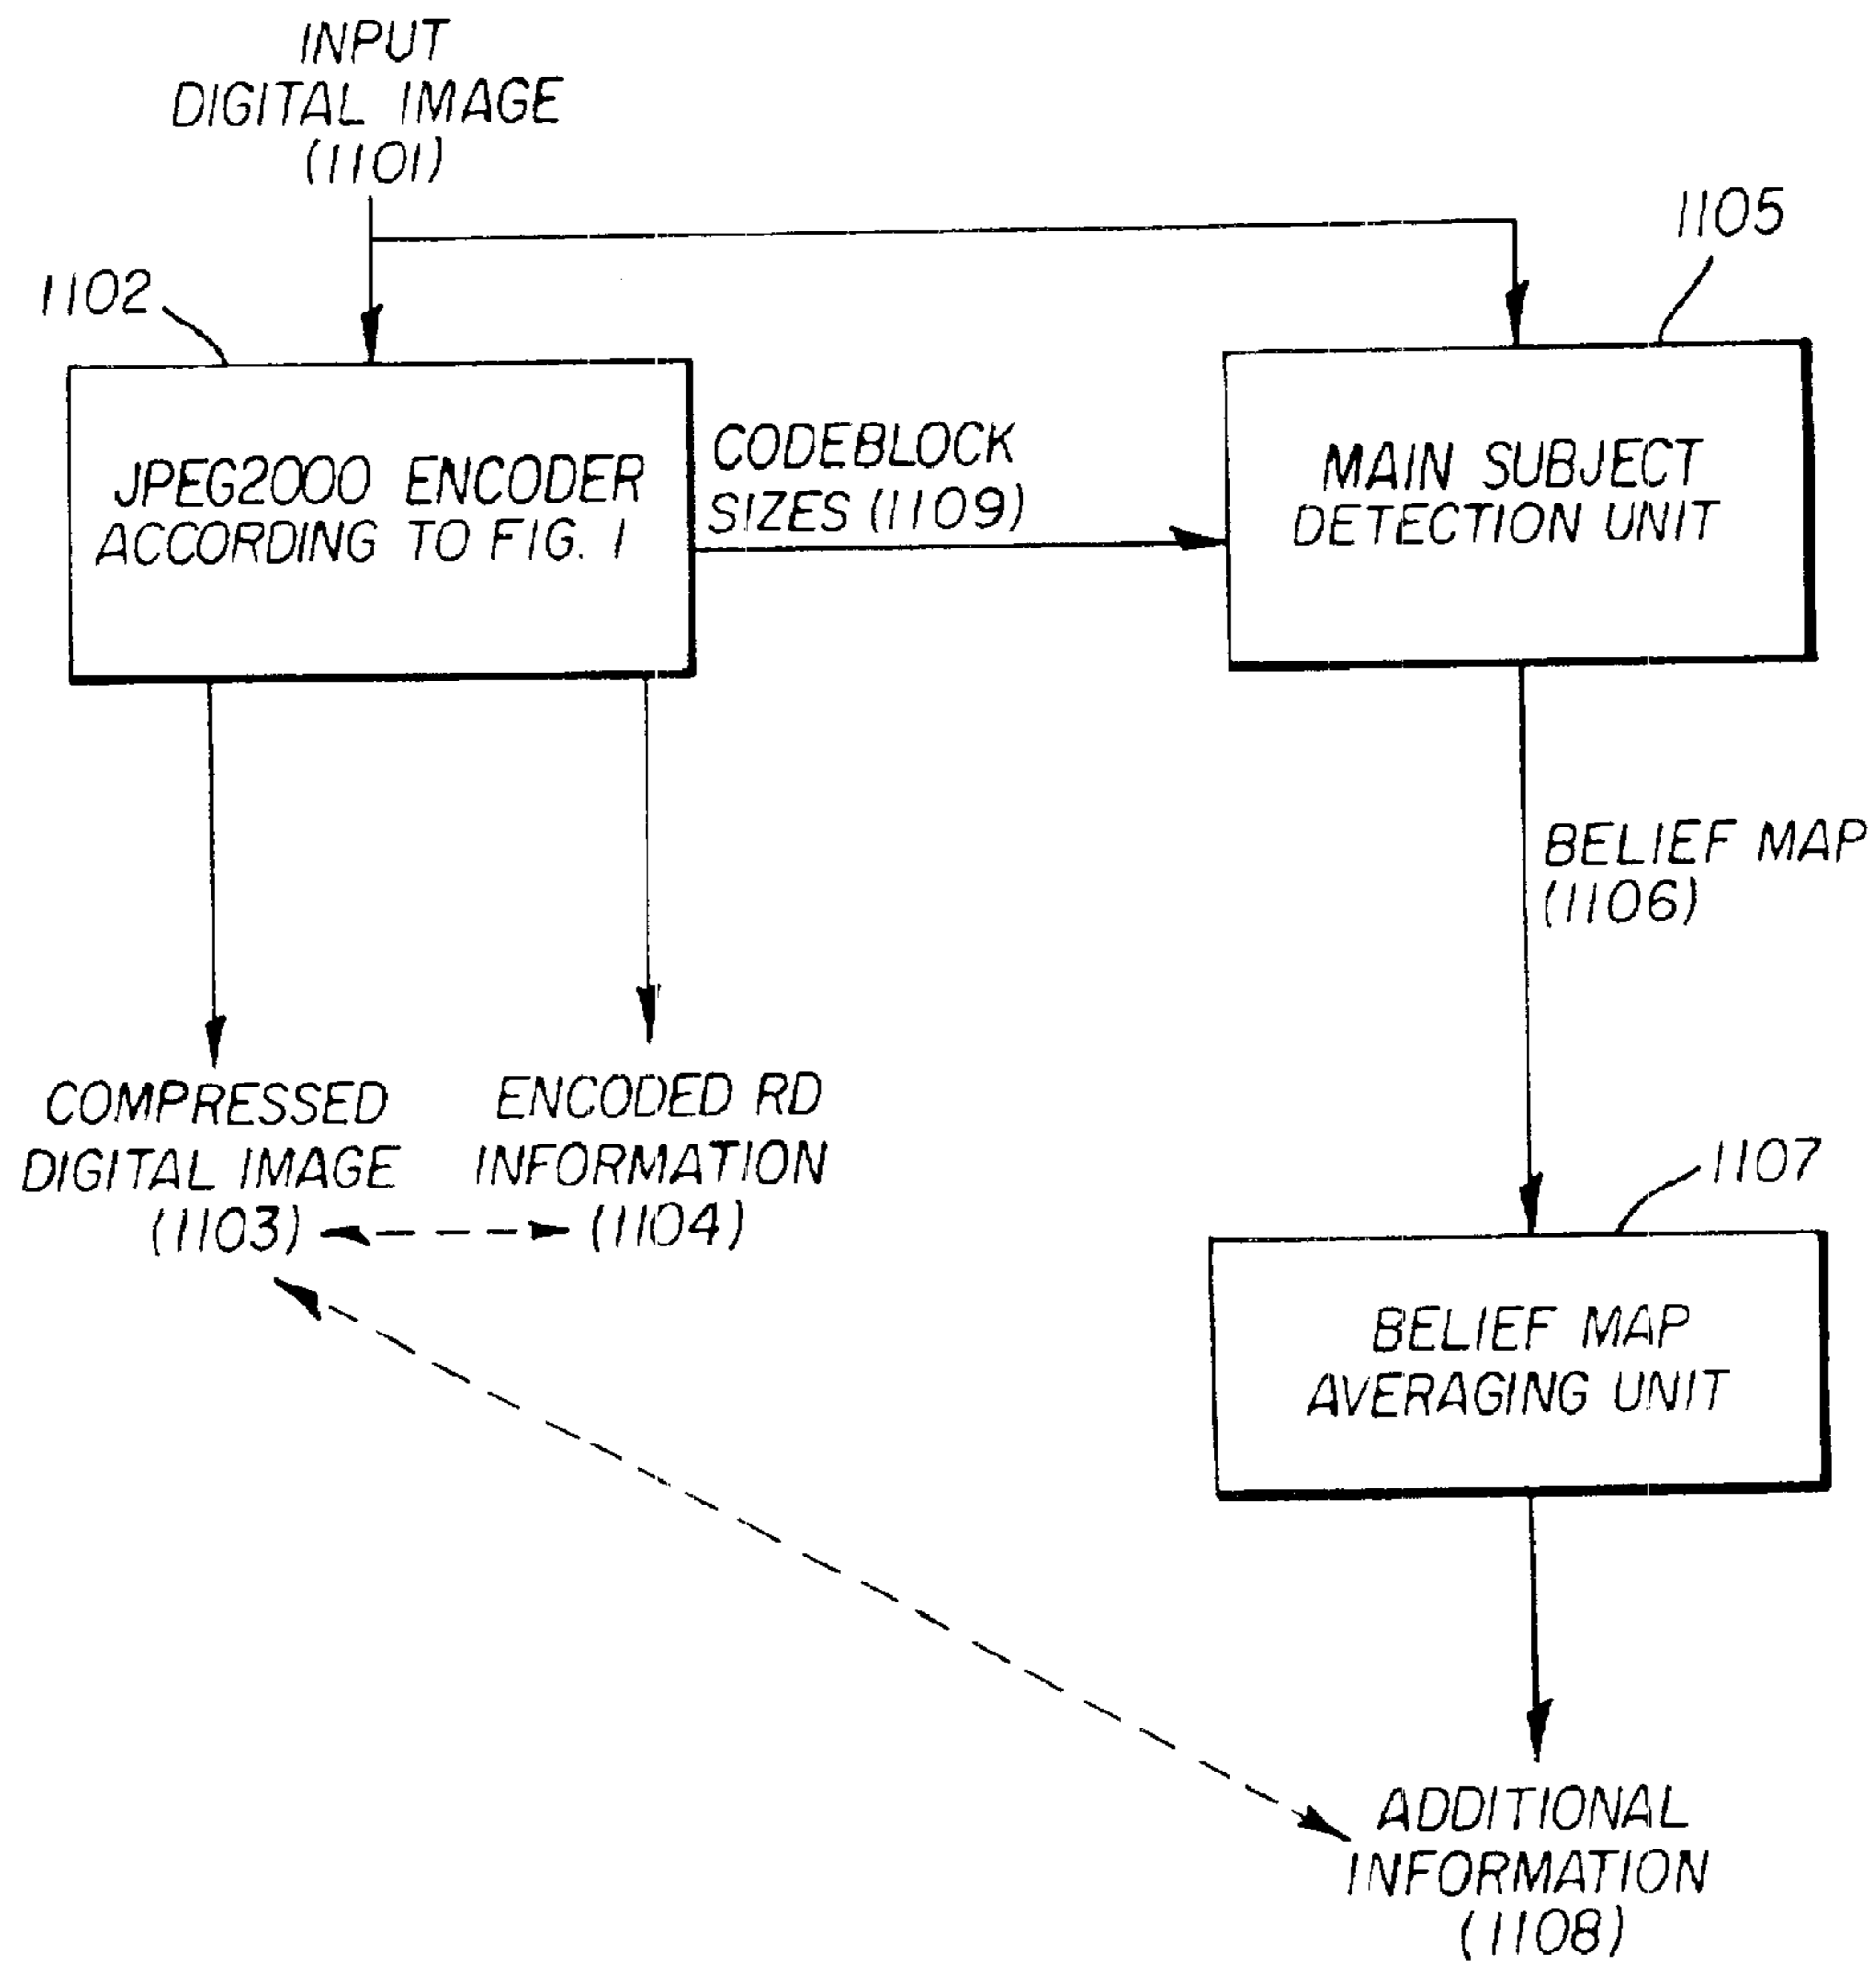 INPUT
DIGITAL IMAGE
(1101)
1105
1102
JPEG2000 ENCODER
ACCORDING TO FIG. 1
CODEBLOCK
SIZES (1109)
MAIN SUBJECT
DETECTION UNIT
BELIEF MAP
(1106)
COMPRESSED
DIGITAL IMAGE
(1103)
ENCODED RD
INFORMATION
(1104)
1107
BELIEF MAP
AVERAGING UNIT
ADDITIONAL
INFORMATION
(1108)